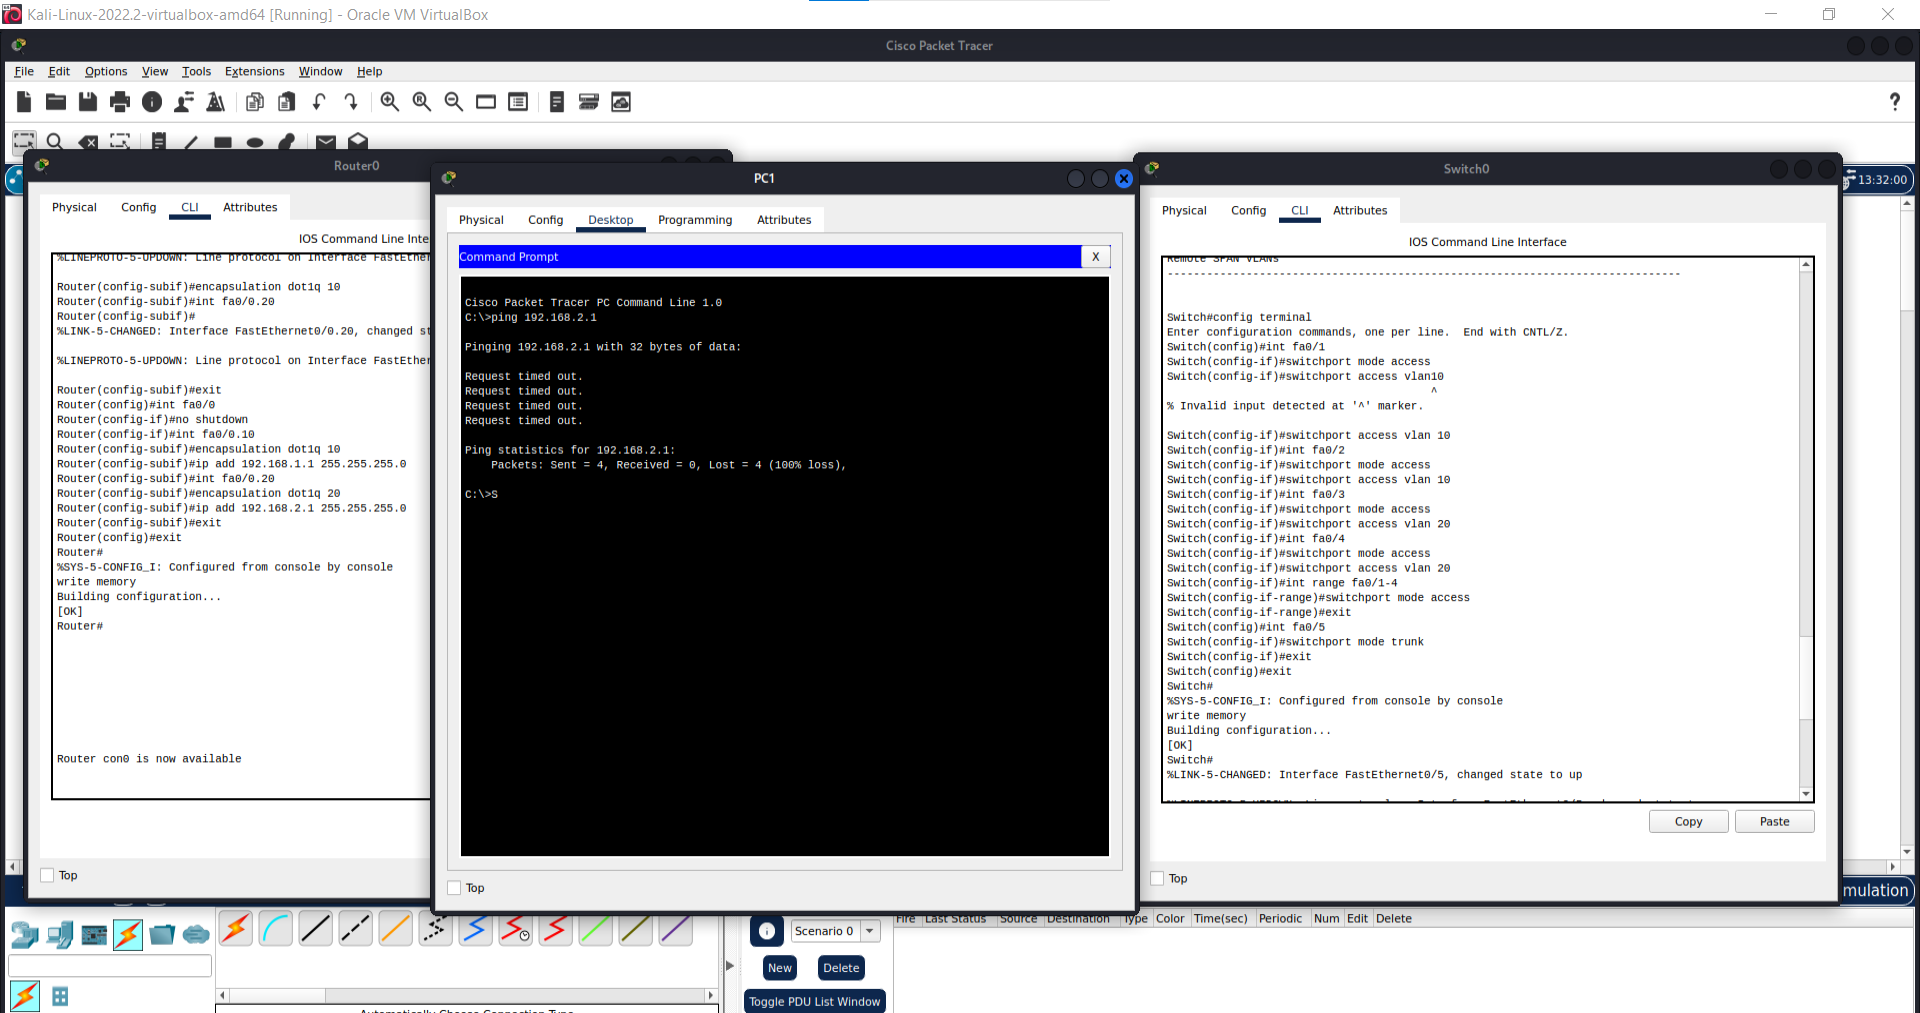 Kali-Linux-2022.2-virtualbox-amd64 [Running] - Oracle VM VirtualBox
Cisco Packet Tracer
File Edit Options View Tools Extensions Window Help
?
13:32:00
Router0
Physical Config CLI Attributes
IOS Command Line Inte
%LINEPROTO-5-UPDOWN: Line protocol on Interface FastEther
Router(config-subif)#encapsulation dot1q 10
Router(config-subif)#int fa0/0.20
Router(config-subif)#
%LINK-5-CHANGED: Interface FastEthernet0/0.20, changed st
%LINEPROTO-5-UPDOWN: Line protocol on Interface FastEther
Router(config-subif)#exit
Router(config)#int fa0/0
Router(config-if)#no shutdown
Router(config-if)#int fa0/0.10
Router(config-subif)#encapsulation dot1q 10
Router(config-subif)#ip add 192.168.1.1 255.255.255.0
Router(config-subif)#int fa0/0.20
Router(config-subif)#encapsulation dot1q 20
Router(config-subif)#ip add 192.168.2.1 255.255.255.0
Router(config-subif)#exit
Router(config)#exit
Router#
%SYS-5-CONFIG_I: Configured from console by console
write memory
Building configuration...
[OK]
Router#
Router con0 is now available
Top
PC1
Physical Config Desktop Programming Attributes
Command Prompt
X
Cisco Packet Tracer PC Command Line 1.0
C:\>ping 192.168.2.1
Pinging 192.168.2.1 with 32 bytes of data:
Request timed out.
Request timed out.
Request timed out.
Request timed out.
Ping statistics for 192.168.2.1:
Packets: Sent = 4, Received = 0, Lost = 4 (100% loss),
C:\>S
Top
Switch0
Physical Config CLI Attributes
IOS Command Line Interface
Remote SPAN VLANs
------------------------------------------------------------------------------
Switch#config terminal
Enter configuration commands, one per line. End with CNTL/Z.
Switch(config)#int fa0/1
Switch(config-if)#switchport mode access
Switch(config-if)#switchport access vlan10
^
% Invalid input detected at '^' marker.
Switch(config-if)#switchport access vlan 10
Switch(config-if)#int fa0/2
Switch(config-if)#switchport mode access
Switch(config-if)#switchport access vlan 10
Switch(config-if)#int fa0/3
Switch(config-if)#switchport mode access
Switch(config-if)#switchport access vlan 20
Switch(config-if)#int fa0/4
Switch(config-if)#switchport mode access
Switch(config-if)#switchport access vlan 20
Switch(config-if)#int range fa0/1-4
Switch(config-if-range)#switchport mode access
Switch(config-if-range)#exit
Switch(config)#int fa0/5
Switch(config-if)#switchport mode trunk
Switch(config-if)#exit
Switch(config)#exit
Switch#
%SYS-5-CONFIG_I: Configured from console by console
write memory
Building configuration...
[OK]
Switch#
%LINK-5-CHANGED: Interface FastEthernet0/5, changed state to up
Copy Paste
Top
mulation
Scenario 0
New Delete
Toggle PDU List Window
Fire Last Status Source Destination Type Color Time(sec) Periodic Num Edit Delete
Automatically Choose Connection Type